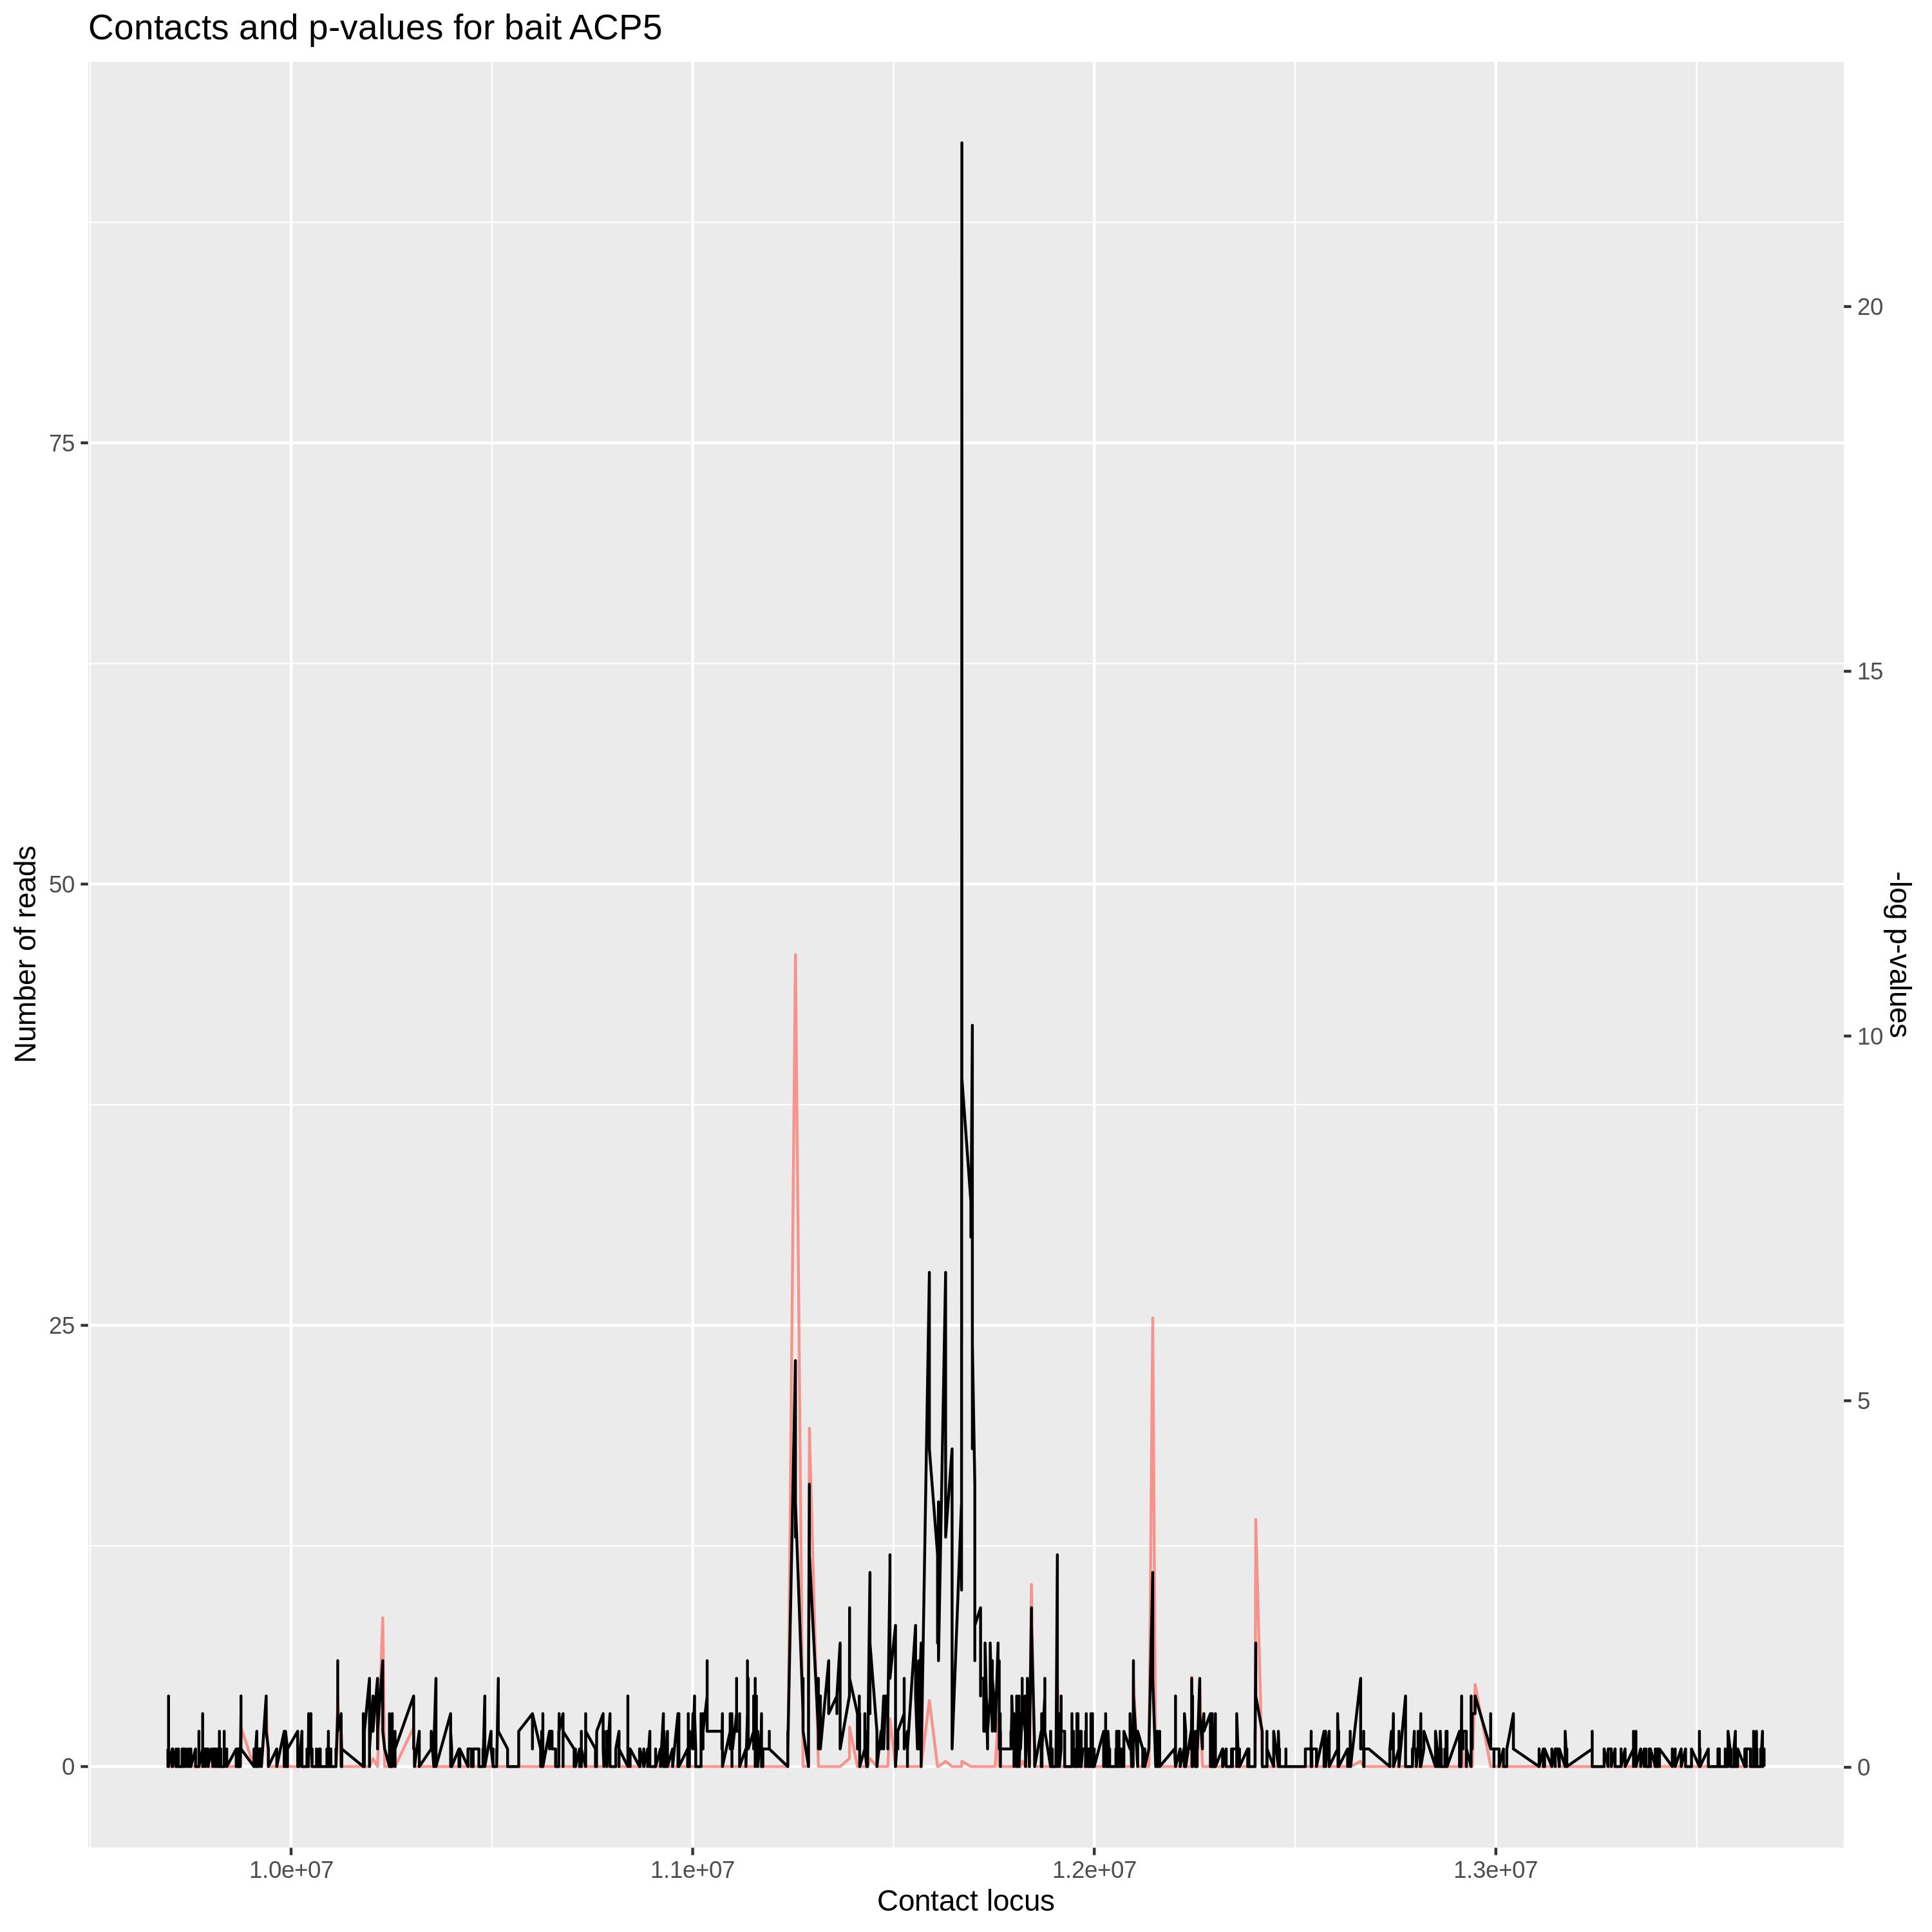 Contacts and p-values for bait ACP5
Number of reads
75
50
25
0
20
15
10
5
0
-log p-values
1.0e+07 1.1e+07 1.2e+07 1.3e+07
Contact locus